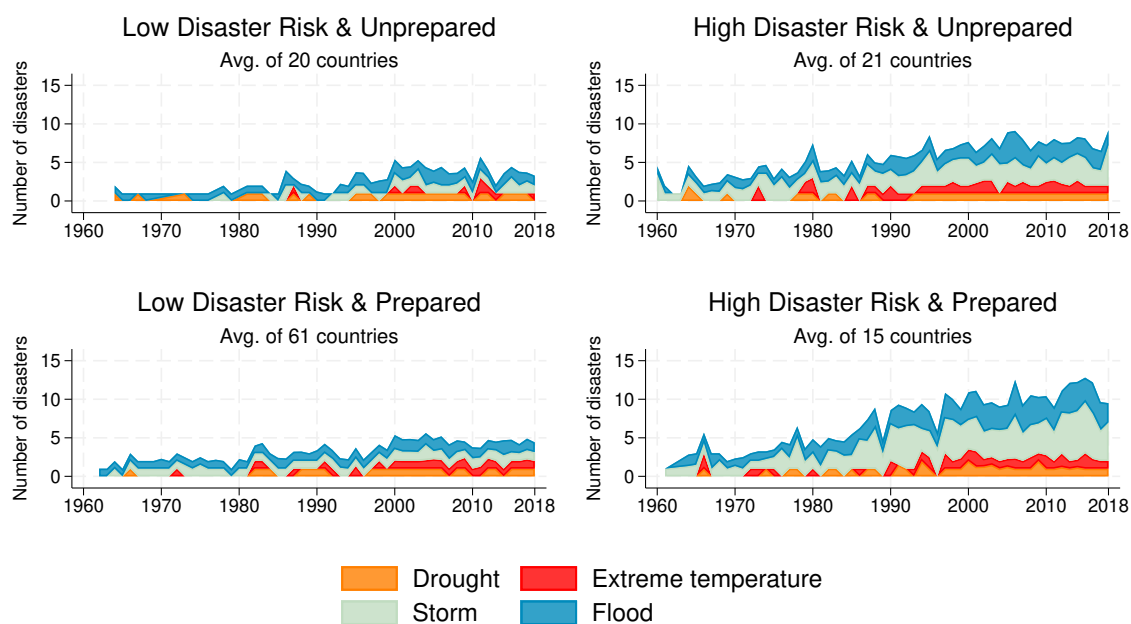 Low Disaster Risk & Unprepared
Avg. of 20 countries
Number of disasters
15
10
5
0
1960 1970 1980 1990 2000 2010 2018
High Disaster Risk & Unprepared
Avg. of 21 countries
Number of disasters
15
10
5
0
1960 1970 1980 1990 2000 2010 2018
Low Disaster Risk & Prepared
Avg. of 61 countries
Number of disasters
15
10
5
0
1960 1970 1980 1990 2000 2010 2018
High Disaster Risk & Prepared
Avg. of 15 countries
Number of disasters
15
10
5
0
1960 1970 1980 1990 2000 2010 2018
Drought Extreme temperature
Storm Flood